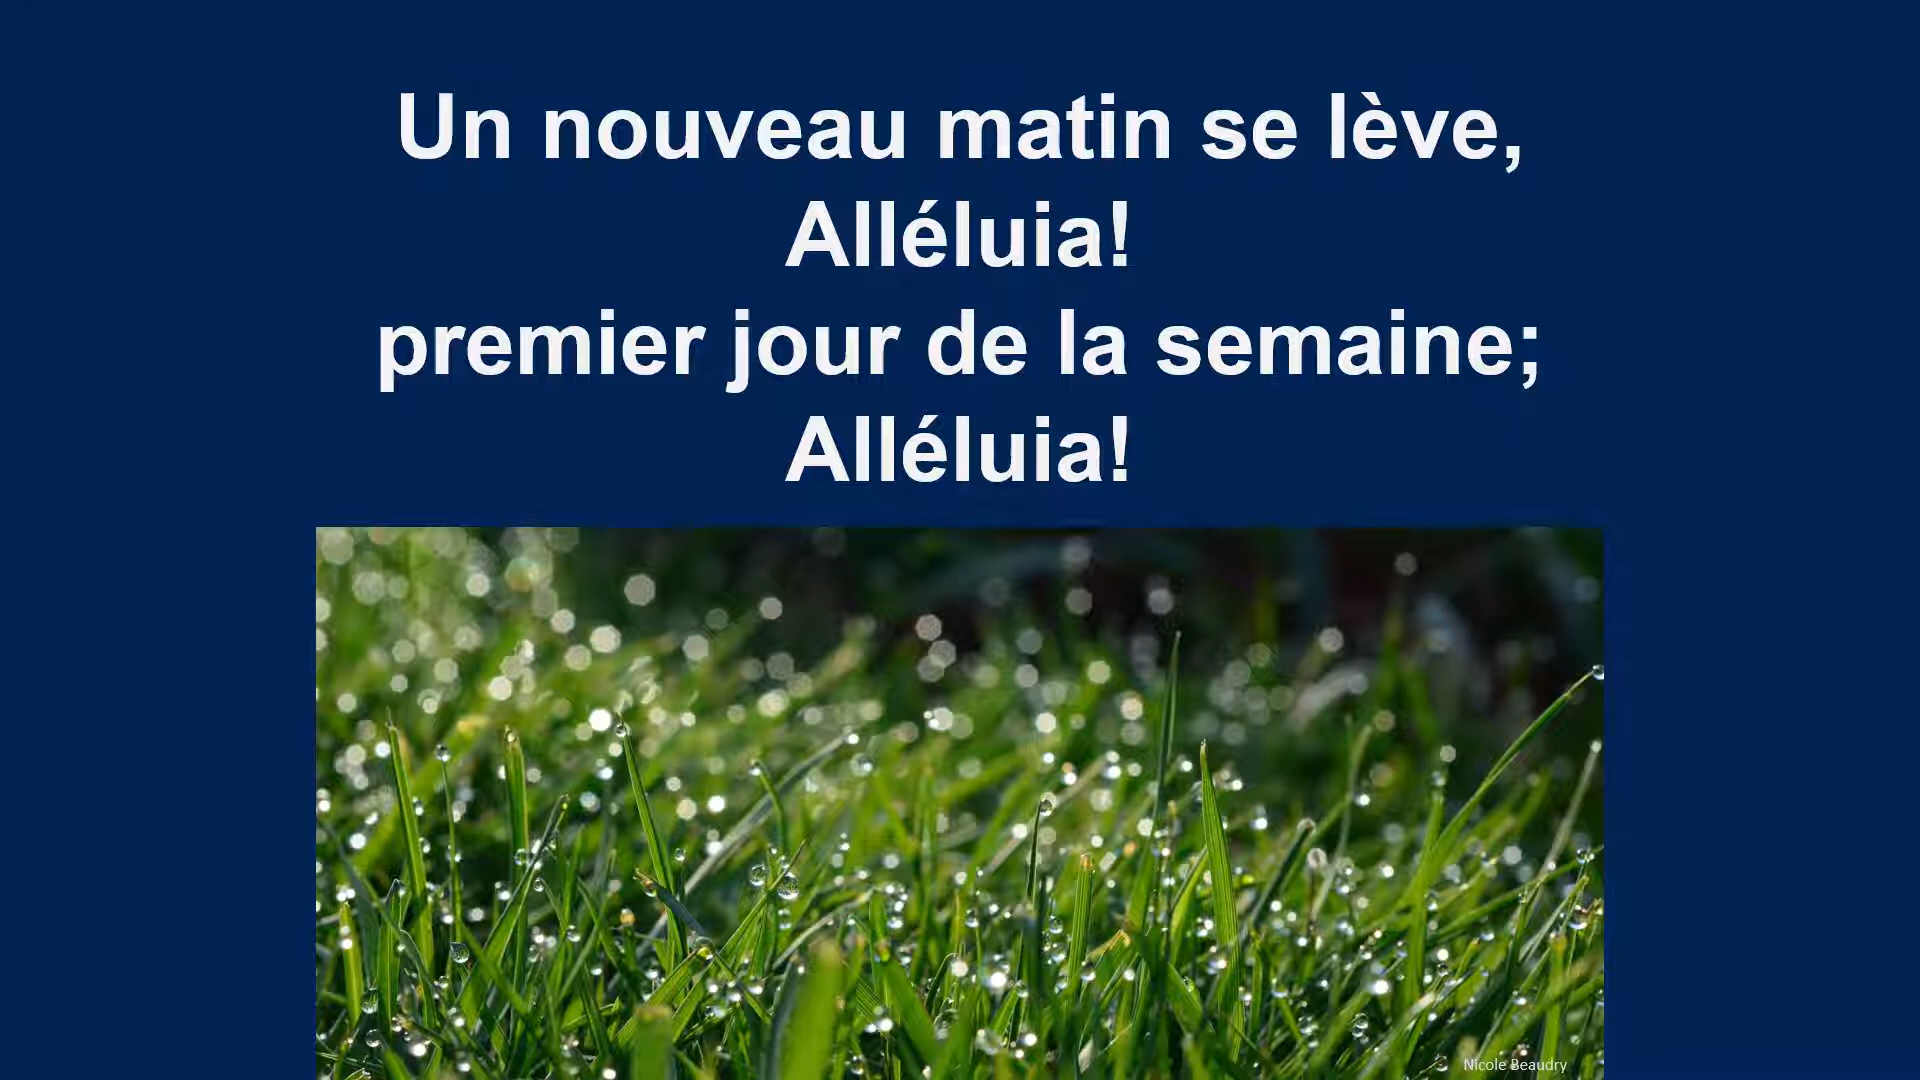 Un nouveau matin se lève,
Alléluia!
premier jour de la semaine;
Alléluia!
Nicole Beaudry